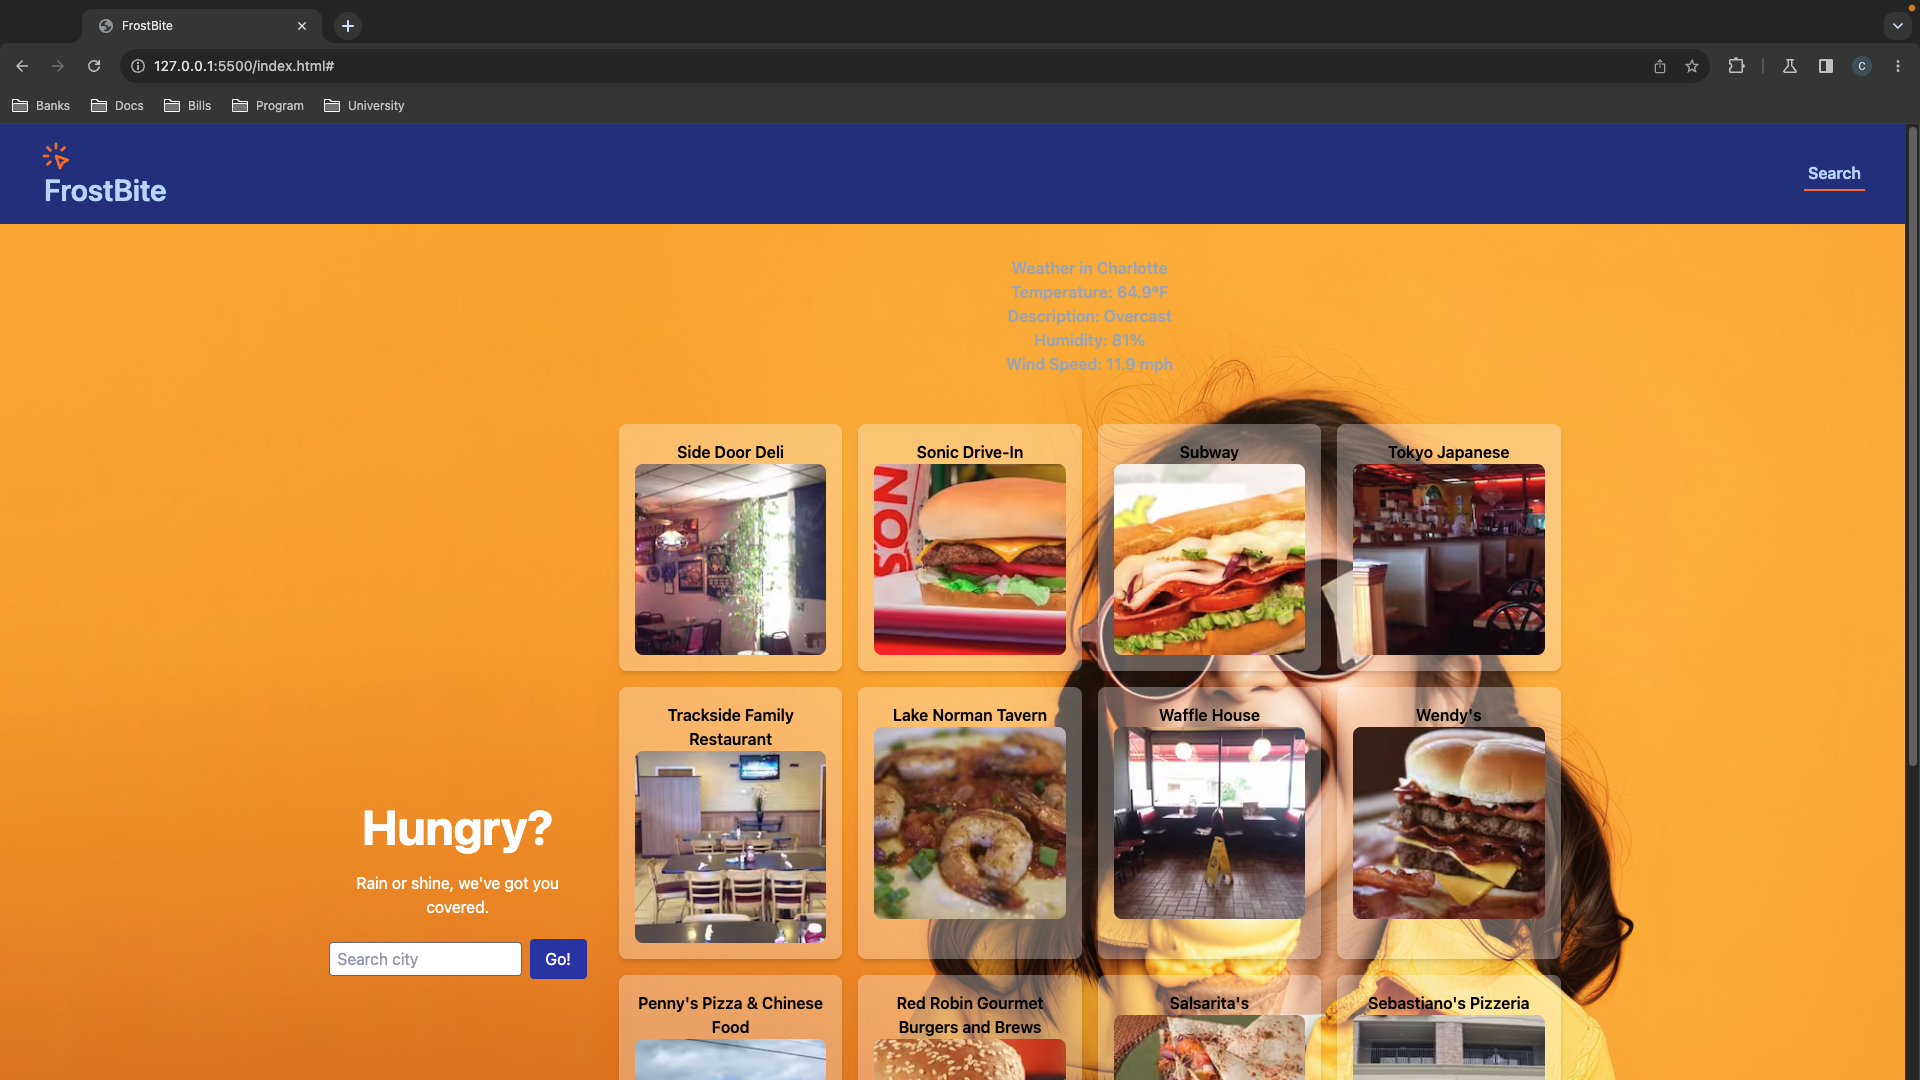 FrostBite
127.0.0.1:5500/index.html#
C
Banks
Docs
Bills
Program
University
FrostBite
Search
Weather in Charlotte
Temperature: 64.9°F
Description: Overcast
Humidity: 81%
Wind Speed: 11.9 mph
Side Door Deli
Sonic Drive-In
Subway
Tokyo Japanese
SON
Trackside Family
Restaurant
Lake Norman Tavern
Waffle House
Wendy's
Hungry?
Rain or shine, we've got you
covered.
Search city
Go!
Penny's Pizza & Chinese
Food
Red Robin Gourmet
Burgers and Brews
Salsarita's
Sebastiano's Pizzeria